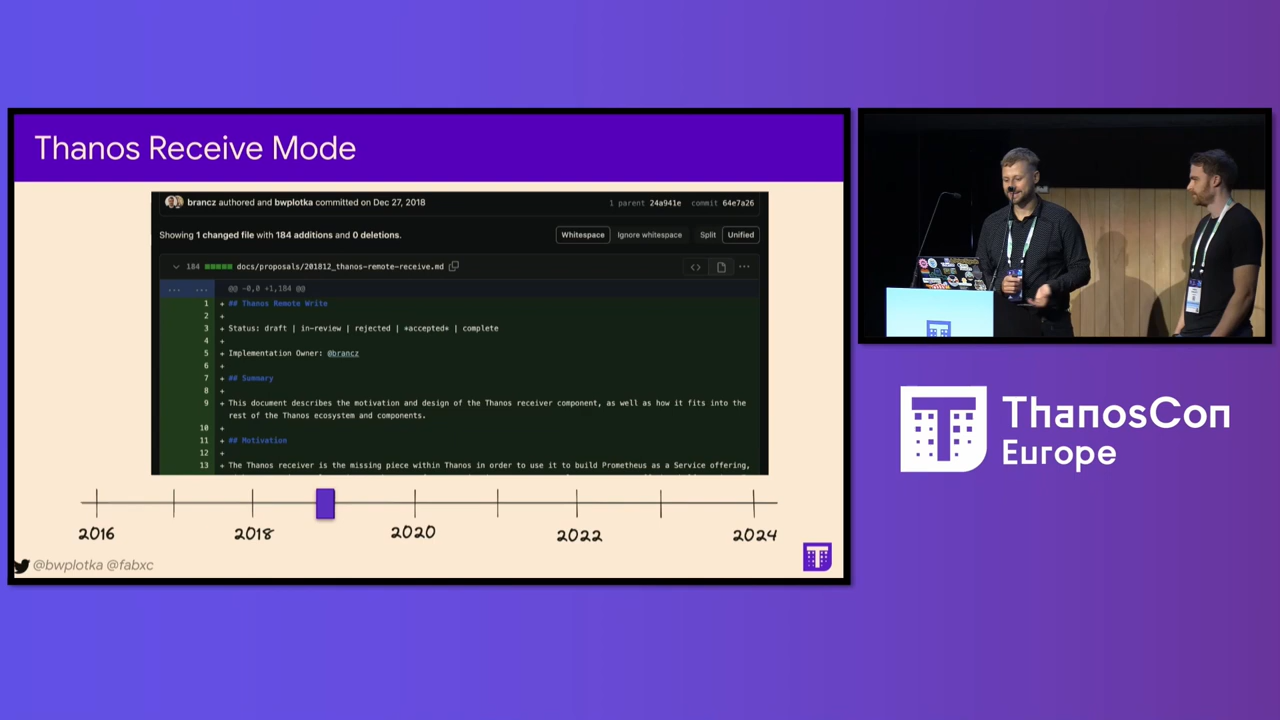 Thanos Receive Mode
brancz authored and bwplotka committed on Dec 27, 2018
1 parent 24a941e commit 64e7a26
Showing 1 changed file with 184 additions and 0 deletions.
Whitespace Ignore whitespace Split Unified
184 docs/proposals/201812_thanos-remote-receive.md
... ... @@ -0,0 +1,184 @@
1 + ## Thanos Remote Write
2 +
3 + Status: draft | in-review | rejected | *accepted* | complete
4 +
5 + Implementation Owner: @brancz
6 +
7 + ## Summary
8 +
9 + This document describes the motivation and design of the Thanos receiver component, as well as how it fits into the
rest of the Thanos ecosystem and components.
10 +
11 + ## Motivation
12 +
13 + The Thanos receiver is the missing piece within Thanos in order to use it to build Prometheus as a Service offering,
2016 2018 2020 2022 2024
@bwplotka @fabxc
T
T
ThanosCon
Europe